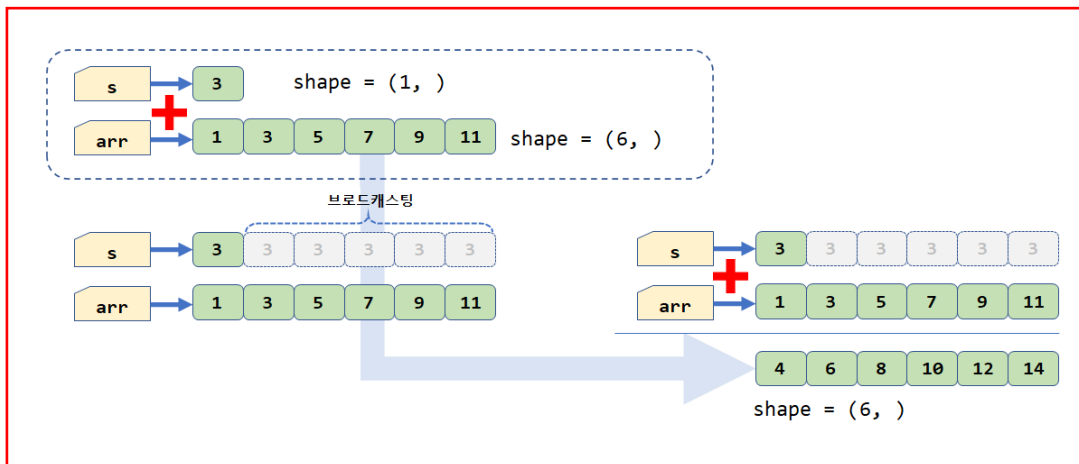 s 3 shape = (1, )
arr 1 3 5 7 9 11 shape = (6, )
브로드캐스팅
s 3 3 3 3 3 3
arr 1 3 5 7 9 11
s 3 3 3 3 3 3
arr 1 3 5 7 9 11
4 6 8 10 12 14
shape = (6, )